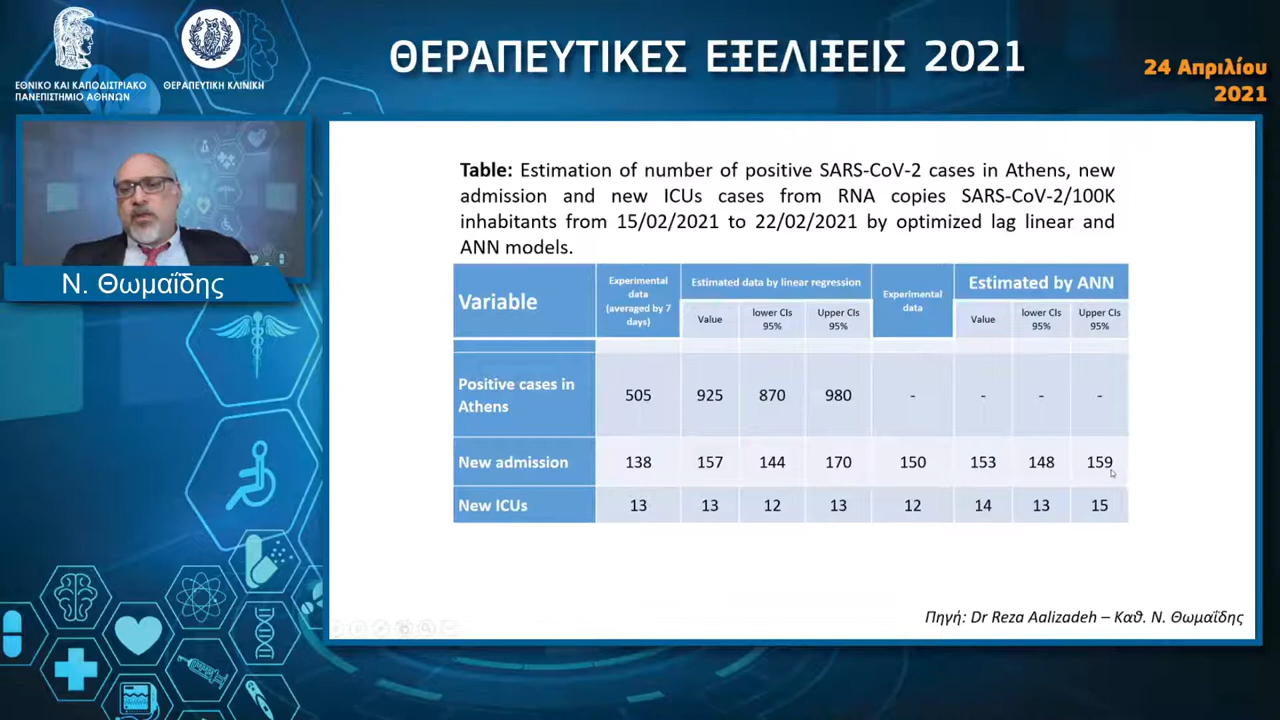 ΕΘΝΙΚΟ ΚΑΙ ΚΑΠΟΔΙΣΤΡΙΑΚΟ
ΠΑΝΕΠΙΣΤΗΜΙΟ ΑΘΗΝΩΝ
ΘΕΡΑΠΕΥΤΙΚΗ ΚΛΙΝΙΚΗ
ΘΕΡΑΠΕΥΤΙΚΕΣ ΕΞΕΛΙΞΕΙΣ 2021
24 Απριλίου
2021
Ν. Θωμαΐδης
Table: Estimation of number of positive SARS-CoV-2 cases in Athens, new
admission and new ICUs cases from RNA copies SARS-CoV-2/100K
inhabitants from 15/02/2021 to 22/02/2021 by optimized lag linear and
ANN models.
Variable
Experimental
data
(averaged by 7
days)
Estimated data by linear regression
Experimental
data
Estimated by ANN
Value
lower CIs
95%
Upper CIs
95%
Value
lower CIs
95%
Upper CIs
95%
Positive cases in
Athens
505 925 870 980 - - - -
New admission 138 157 144 170 150 153 148 159
New ICUs 13 13 12 13 12 14 13 15
Πηγή: Dr Reza Aalizadeh – Καθ. Ν. Θωμαΐδης